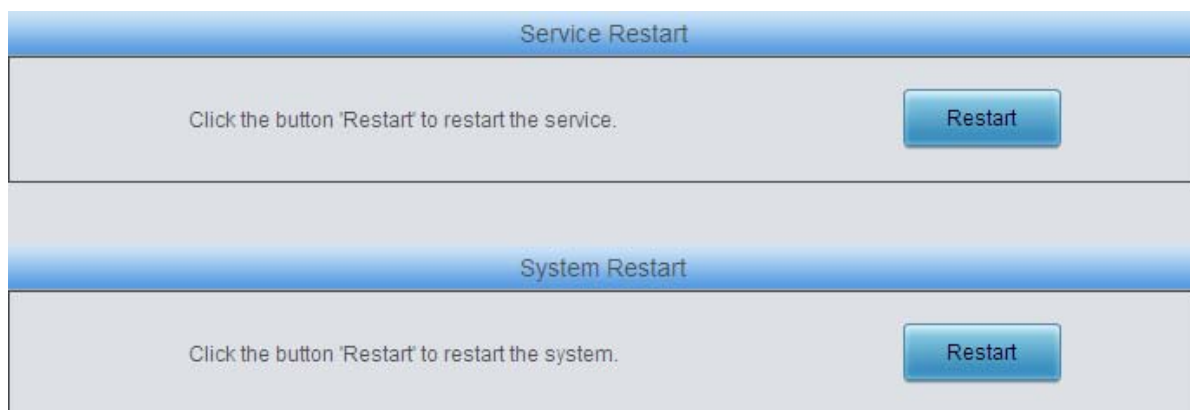 Service Restart
Click the button 'Restart' to restart the service.
Restart
System Restart
Click the button 'Restart' to restart the system.
Restart